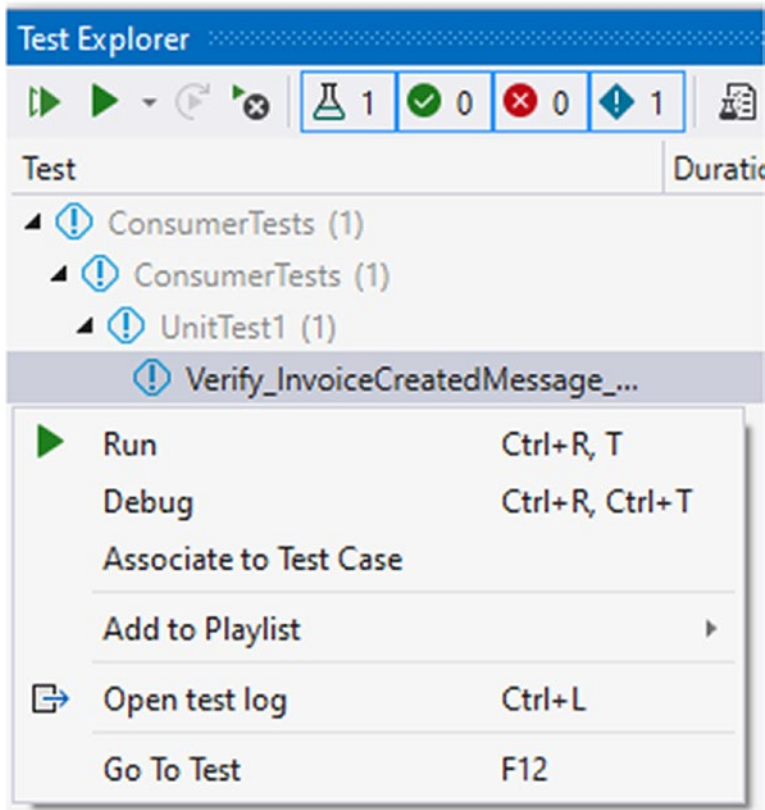 Test Explorer
1 0 0 1
Test
ConsumerTests (1)
ConsumerTests (1)
UnitTest1 (1)
Verify_InvoiceCreatedMessage_...
Run Ctrl+R, T
Debug Ctrl+R, Ctrl+T
Associate to Test Case
Add to Playlist
Open test log Ctrl+L
Go To Test F12